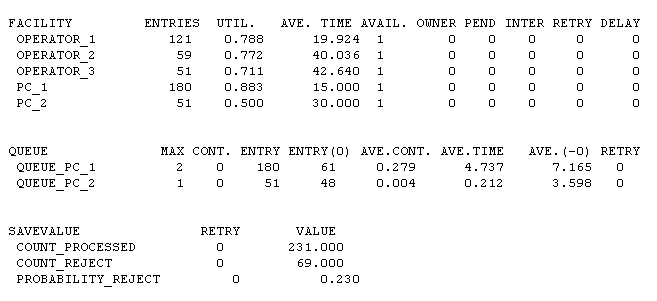 FACILITY ENTRIES UTIL. AVE. TIME AVAIL. OWNER PEND INTER RETRY DELAY
OPERATOR_1 121 0.788 19.924 1 0 0 0 0 0
OPERATOR_2 59 0.772 40.036 1 0 0 0 0 0
OPERATOR_3 51 0.711 42.640 1 0 0 0 0 0
PC_1 180 0.883 15.000 1 0 0 0 0 0
PC_2 51 0.500 30.000 1 0 0 0 0 0
QUEUE MAX CONT. ENTRY ENTRY(0) AVE.CONT. AVE.TIME AVE.(-0) RETRY
QUEUE_PC_1 2 0 180 61 0.279 4.737 7.165 0
QUEUE_PC_2 1 0 51 48 0.004 0.212 3.598 0
SAVEVALUE RETRY VALUE
COUNT_PROCESSED 0 231.000
COUNT_REJECT 0 69.000
PROBABILITY_REJECT 0 0.230